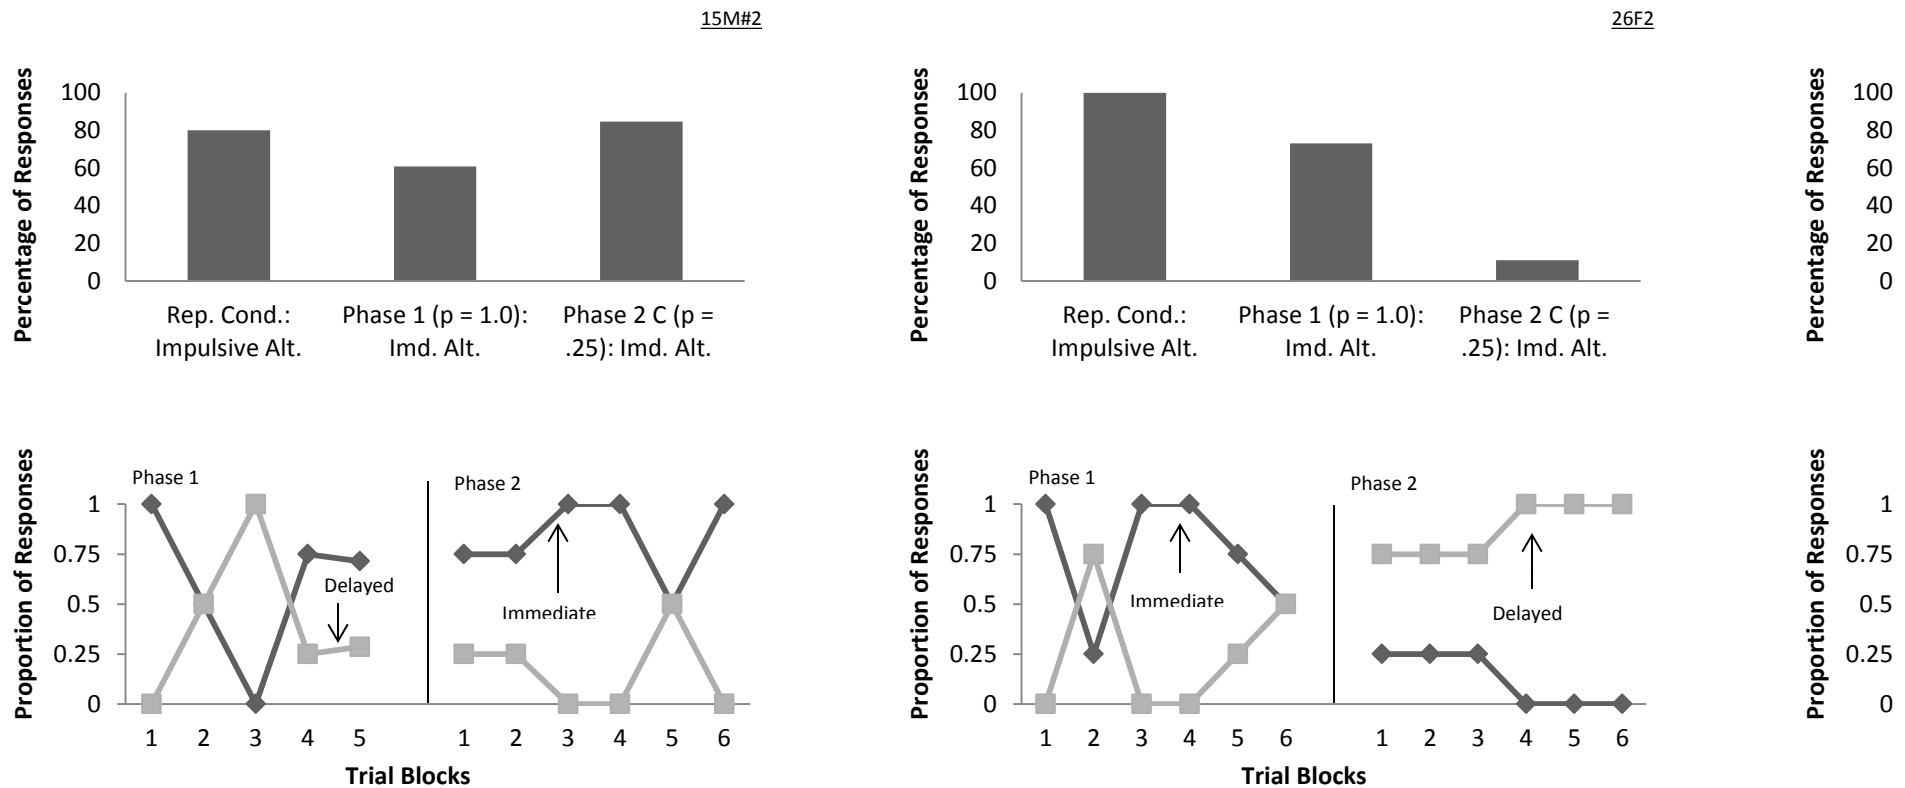 15M#2
Percentage of Responses
100
80
60
40
20
0
Rep. Cond.:
Impulsive Alt.
Phase 1 (p = 1.0):
Imd. Alt.
Phase 2 C (p =
.25): Imd. Alt.
26F2
Percentage of Responses
100
80
60
40
20
0
Rep. Cond.:
Impulsive Alt.
Phase 1 (p = 1.0):
Imd. Alt.
Phase 2 C (p =
.25): Imd. Alt.
Percentage of Responses
100
80
60
40
20
0
Proportion of Responses
1
0.75
0.5
0.25
0
Phase 1
Delayed
Phase 2
Immediate
1 2 3 4 5 1 2 3 4 5 6
Trial Blocks
Proportion of Responses
1
0.75
0.5
0.25
0
Phase 1
Immediate
Phase 2
Delayed
1 2 3 4 5 6 1 2 3 4 5 6
Trial Blocks
Proportion of Responses
1
0.75
0.5
0.25
0